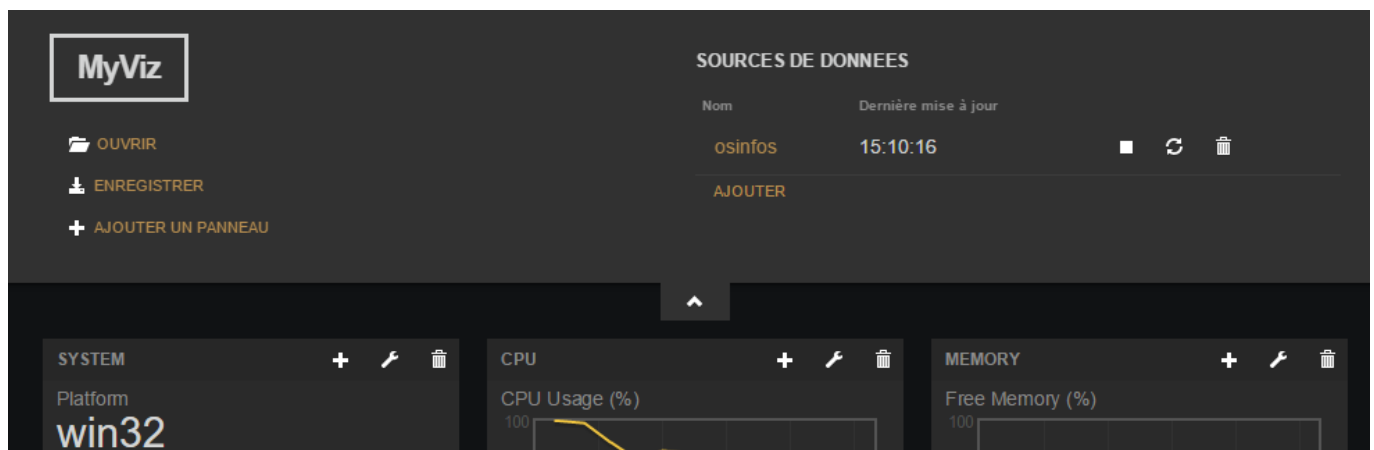 MyViz
OUVRIR
ENREGISTRER
AJOUTER UN PANNEAU
SOURCES DE DONNEES
Nom Dernière mise à jour
osinfos 15:10:16
AJOUTER
SYSTEM
Platform
win32
CPU
CPU Usage (%)
100
MEMORY
Free Memory (%)
100